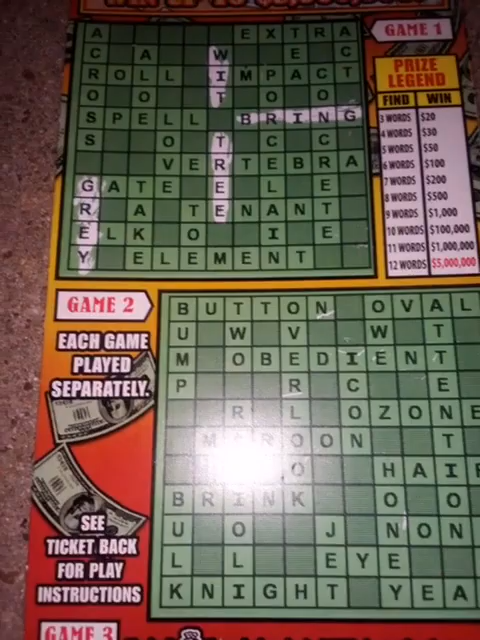 GAME 1
E X T R A
A W E C
C A I E C
R O L L I M P A C T
O O T O O
S P E L L B R I N G
S O T C C
V E R T E B R A
G A T E E L E
R A T E N A N T
E L K O I E
Y E L E M E N T
PRIZE
LEGEND
FIND WIN
3 WORDS $20
4 WORDS $30
5 WORDS $50
6 WORDS $100
7 WORDS $200
8 WORDS $500
9 WORDS $1,000
10 WORDS $100,000
11 WORDS $1,000,000
12 WORDS $5,000,000
GAME 2
EACH GAME
PLAYED
SEPARATELY.
SEE
TICKET BACK
FOR PLAY
INSTRUCTIONS
B U T T O N O V A L
U W V W T
M O B E D I E N T T
P R C E
R L O Z O N E
M R O O N T
O H A I
B R I N K O O
U O J N N O N
L L E Y E
K N I G H T Y E A
GAME 3